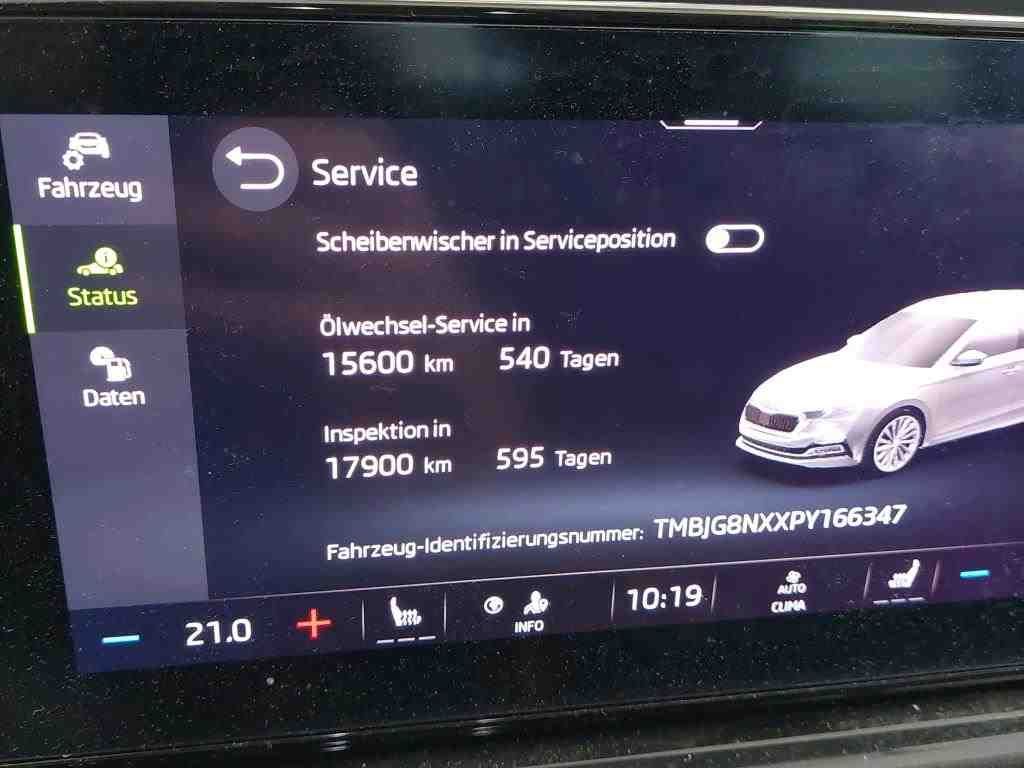 Fahrzeug
Service
Scheibenwischer in Serviceposition
Status
Ölwechsel-Service in
15600 km 540 Tagen
Daten
Inspektion in
17900 km 595 Tagen
Fahrzeug-Identifizierungsnummer: TMBJG8NXXPY166347
21.0
INFO
10:19
AUTO
CLIMA